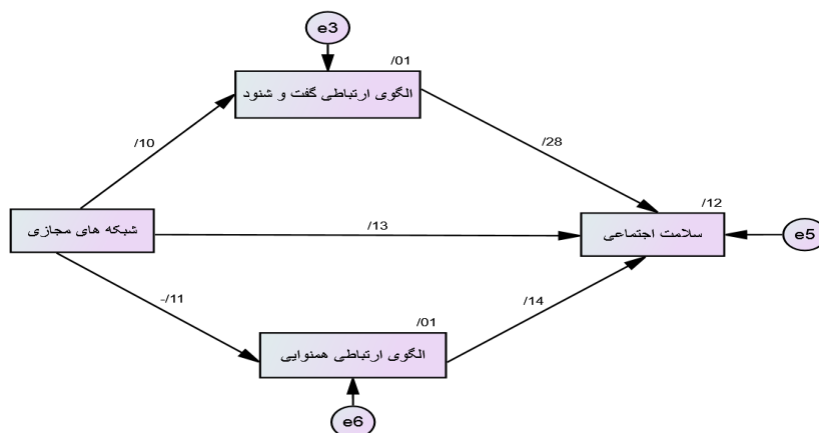 e3
/01
الگوی ارتباطی گفت و شنود
/10
/28
/12
شبکه های مجازی
/13
سلامت اجتماعی
e5
-/11
/14
/01
الگوی ارتباطی همنوایی
e6